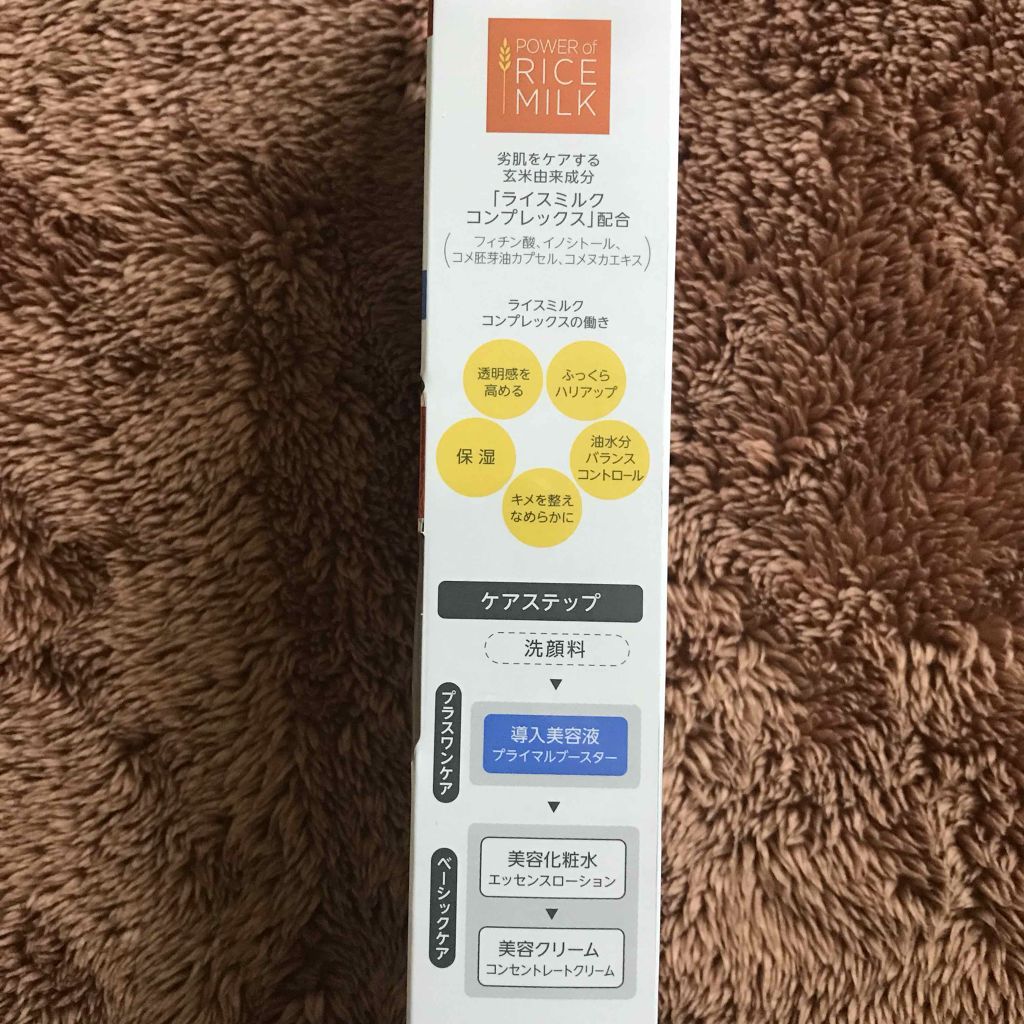 POWER of
RICE
MILK
劣肌をケアする
玄米由来成分
「ライスミルク
コンプレックス」配合
(フィチン酸、イノシトール、
コメ胚芽油カプセル、コメヌカエキス)
ライスミルク
コンプレックスの働き
透明感を
高める
ふっくら
ハリアップ
保湿
油水分
バランス
コントロール
キメを整え
なめらかに
ケアステップ
洗顔料
▼
プラスワンケア
導入美容液
プライマルブースター
▼
ベーシックケア
美容化粧水
エッセンスローション
▼
美容クリーム
コンセントレートクリーム